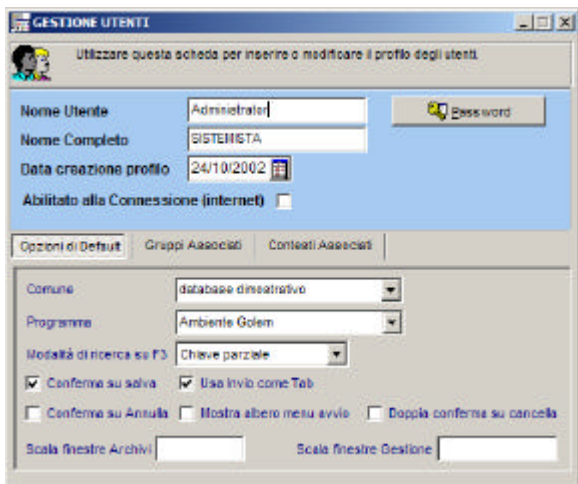 GESTIONE UTENTI
Utilizzare questa scheda per inserire o modificare il profilo degli utenti.
Nome Utente Administrator Password
Nome Completo SISTEMISTA
Data creazione profilo 24/10/2002
Abilitato alla Connessione (internet)
Opzioni di Default Gruppi Associati Contesti Associati
Comune database dimostrativo
Programma Ambiente Golem
Modalità di ricerca su F3 Chiave parziale
Conferma su salva Usa Invio come Tab
Conferma su Annulla Mostra albero menu avvio Doppia conferma su cancella
Scala finestre Archivi Scala finestre Gestione